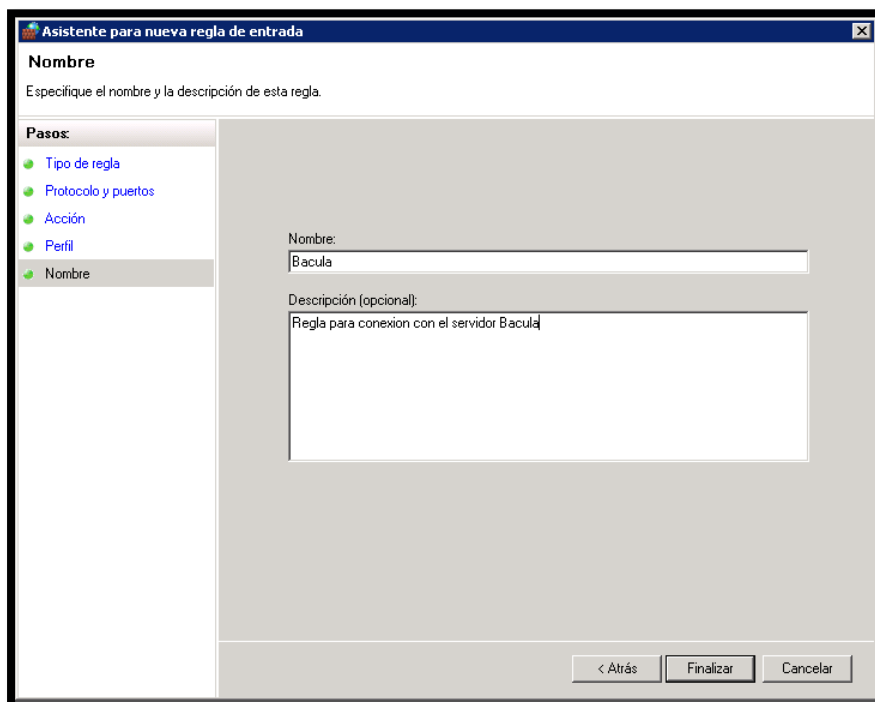 Asistente para nueva regla de entrada
Nombre
Especifique el nombre y la descripción de esta regla.
Pasos:
Tipo de regla
Protocolo y puertos
Acción
Perfil
Nombre
Nombre:
Bacula
Descripción (opcional):
Regla para conexion con el servidor Bacula
< Atrás
Finalizar
Cancelar